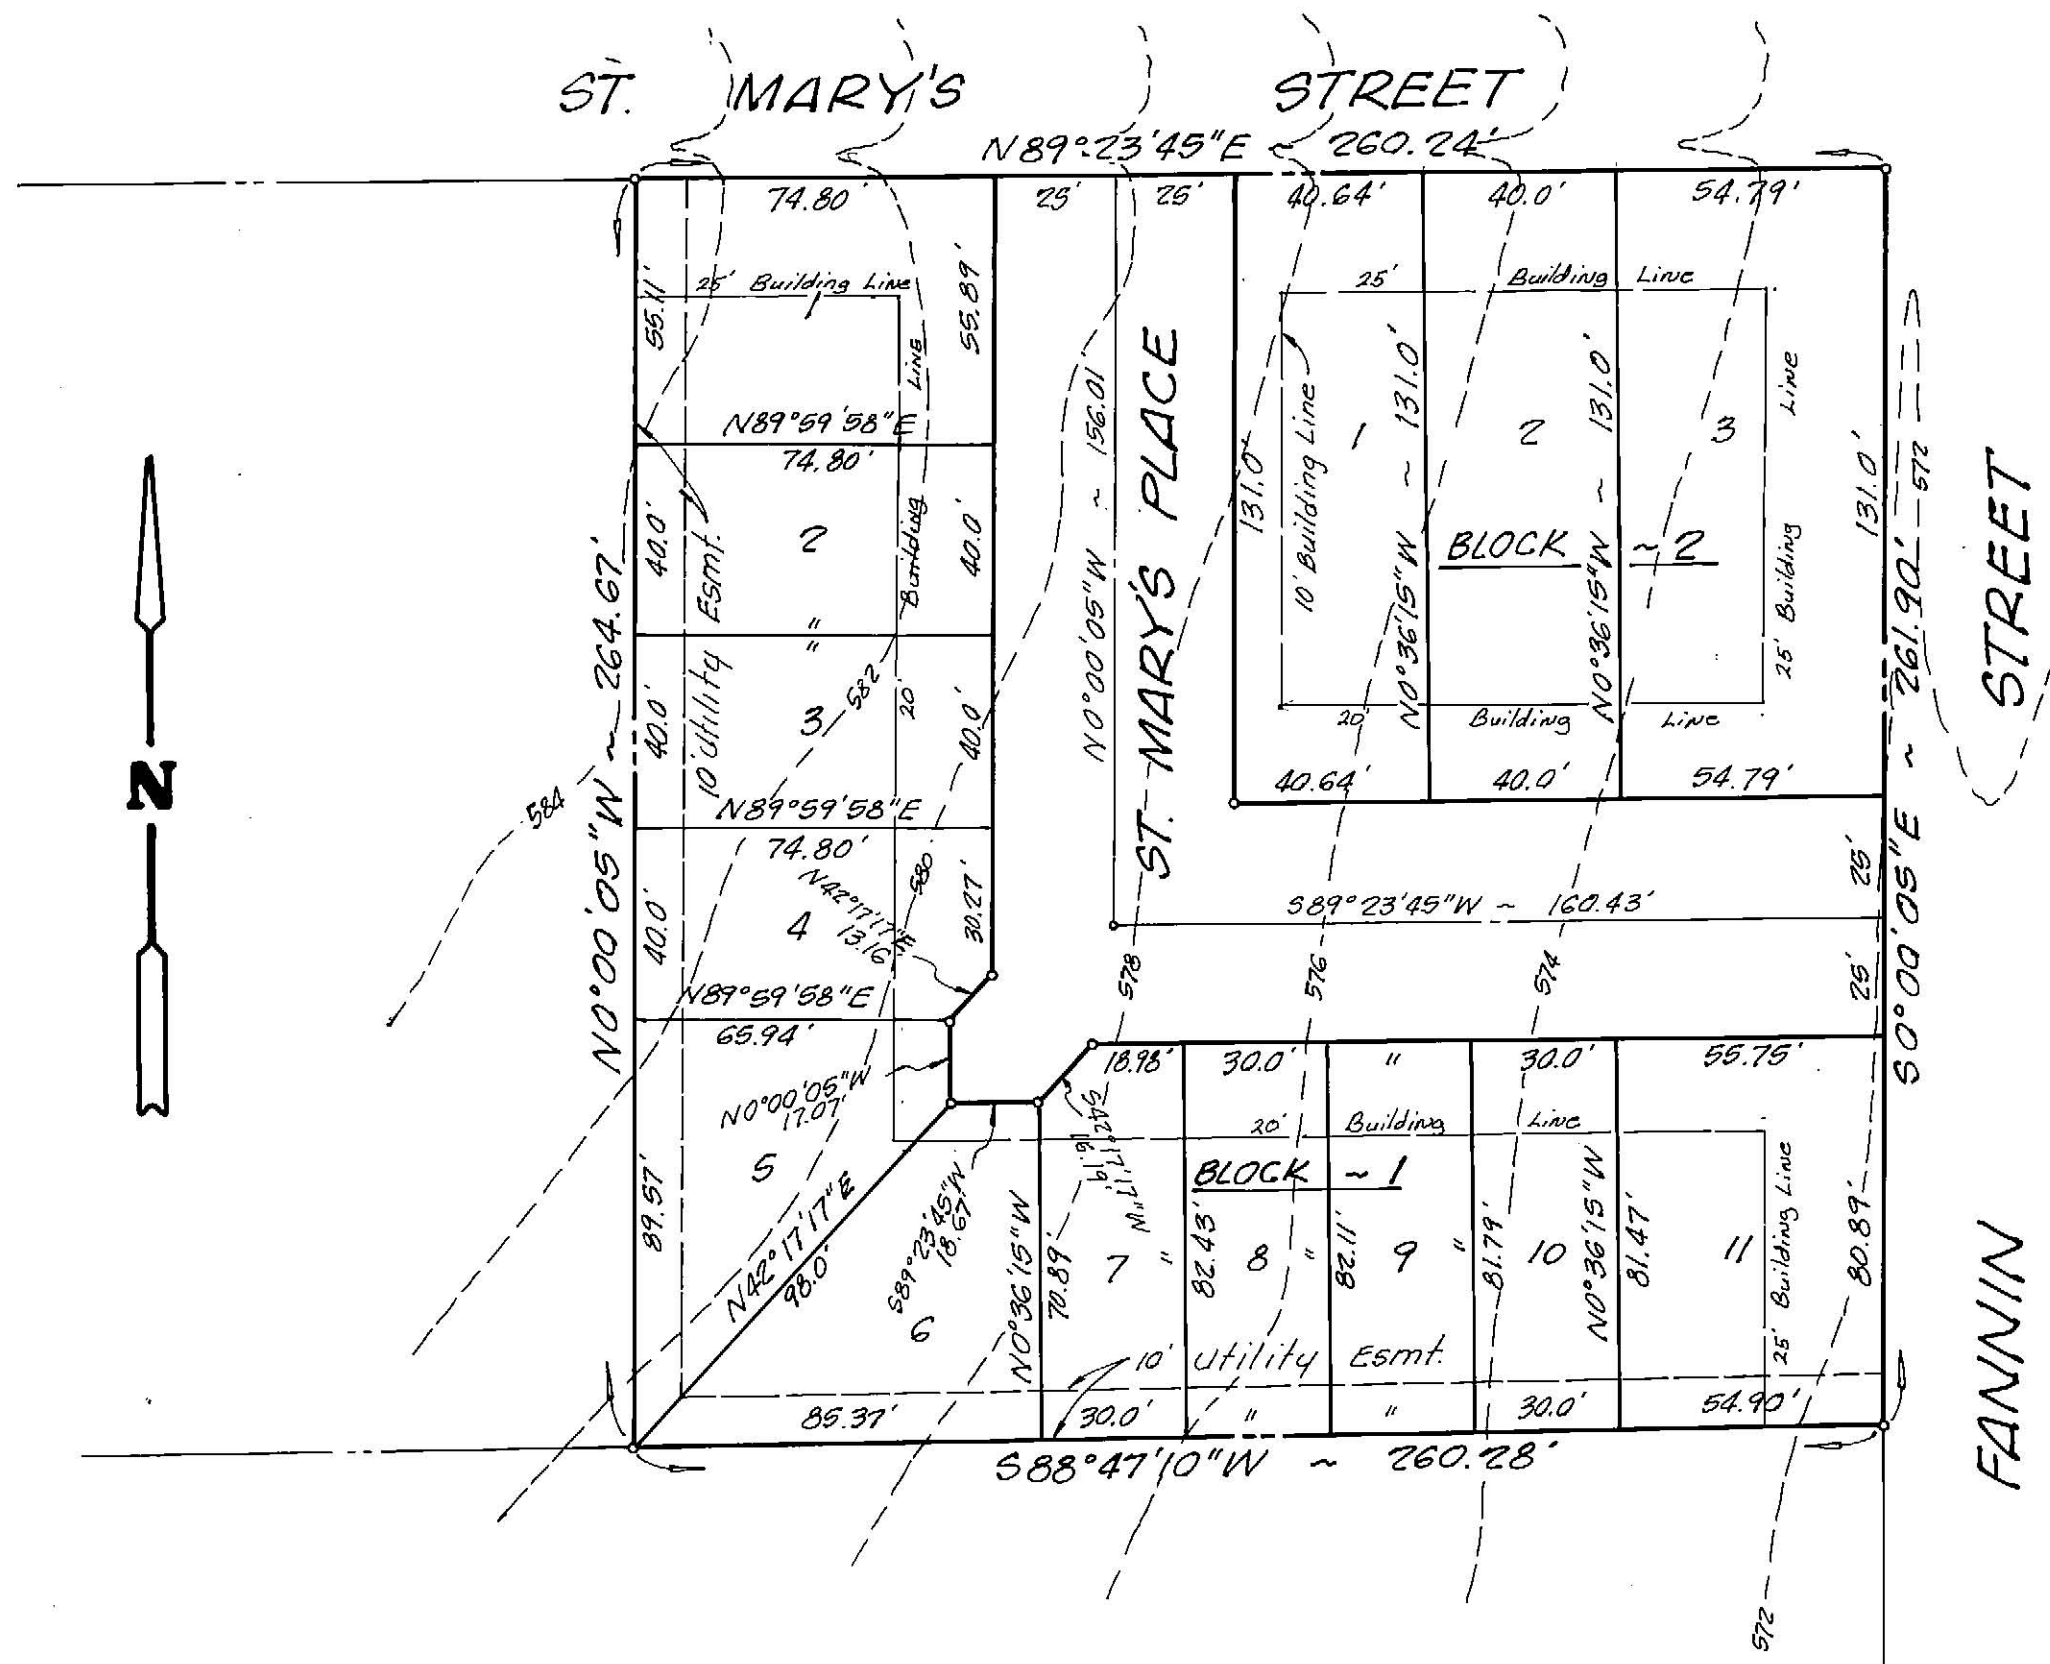 ST. MARY'S STREET
N89°23'45"E ~ 260.24'
74.80'
25'
25'
40.64'
40.0'
54.79'
55.11'
25' Building Line
1
55.89'
Building Line
20'
N89°59'58"E
74.80'
40.0'
2
40.0'
"
"
10' Utility Esmt.
N0°00'05"W ~ 264.67'
40.0'
3
582
40.0'
584
N89°59'58"E
74.80'
40.0'
4
N42°17'17"E
13.16
580
30.27'
N89°59'58"E
65.94'
N0°00'05"W
17.07'
5
89.57'
N42°17'17"E
98.0'
N0°00'05"W ~ 156.01'
ST. MARY'S PLACE
25' Building Line
131.0'
10' Building Line
1
N0°36'15"W ~ 131.0'
2
N0°36'15"W ~ 131.0'
3
BLOCK ~ 2
25' Building Line
131.0'
20' Building Line
40.64'
40.0'
54.79'
572
S0°00'05"E ~ 261.90'
FANNIN STREET
25'
S89°23'45"W ~ 160.43'
25'
578
576
574
18.98'
30.0'
"
30.0'
55.75'
20' Building Line
S42°17'17"W
16.19'
BLOCK ~ 1
S89°23'45"W
18.67'
6
N0°36'15"W
70.89'
7
"
82.43'
8
"
82.11'
9
"
81.79'
10
N0°36'15"W
81.47'
11
25' Building Line
80.89'
10' Utility Esmt.
85.37'
30.0'
"
"
30.0'
54.90'
S88°47'10"W ~ 260.28'
572
N